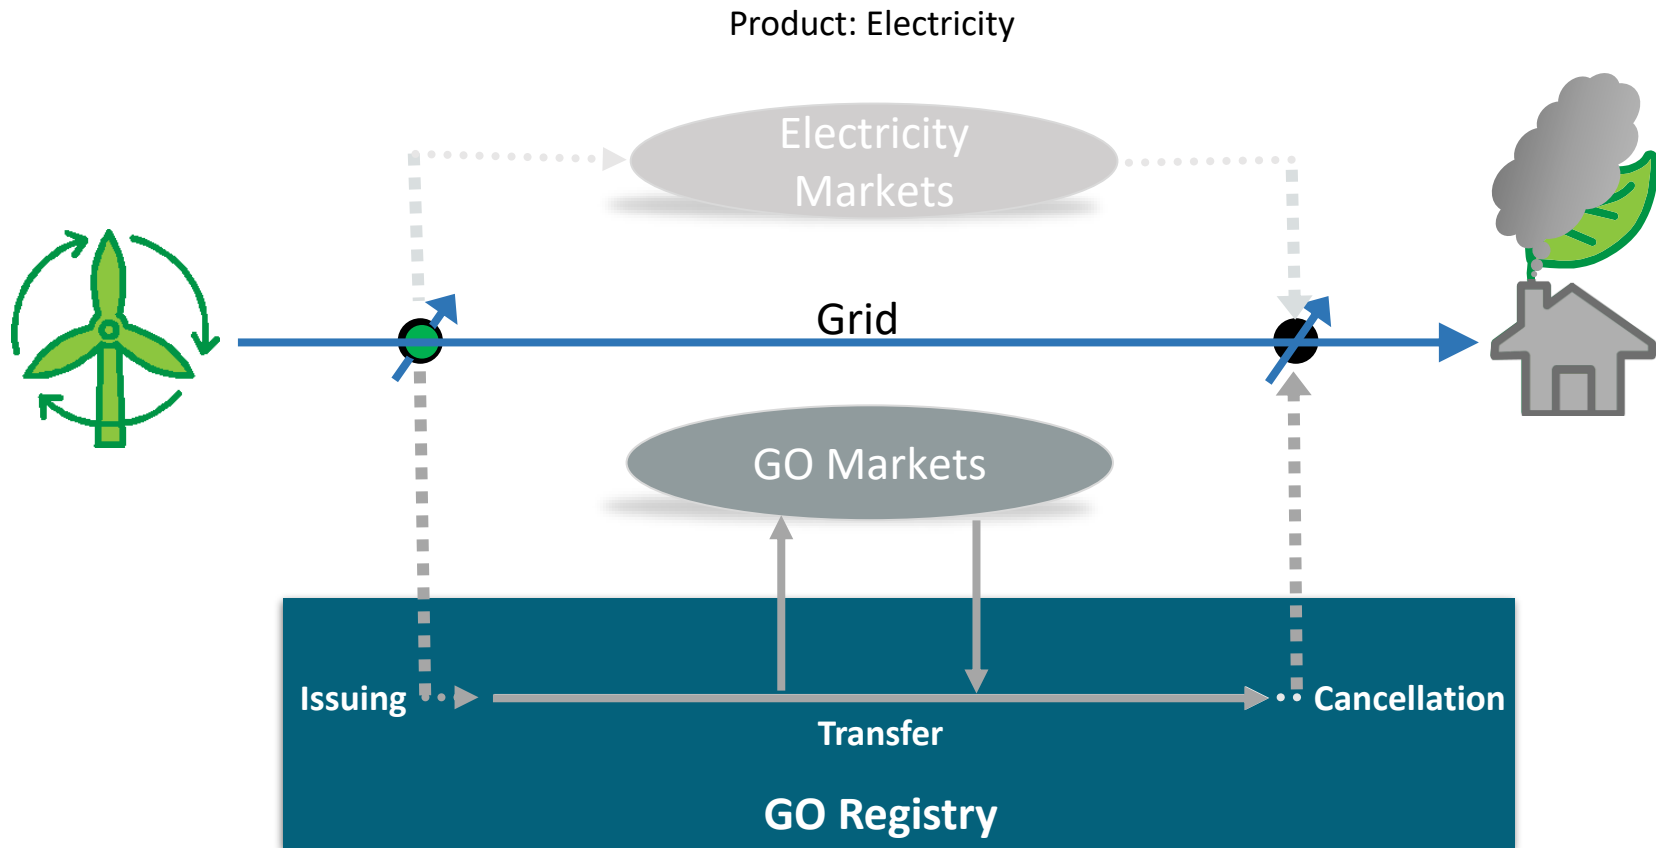 Product: Electricity
Electricity
Markets
Grid
GO Markets
Issuing
Cancellation
Transfer
GO Registry